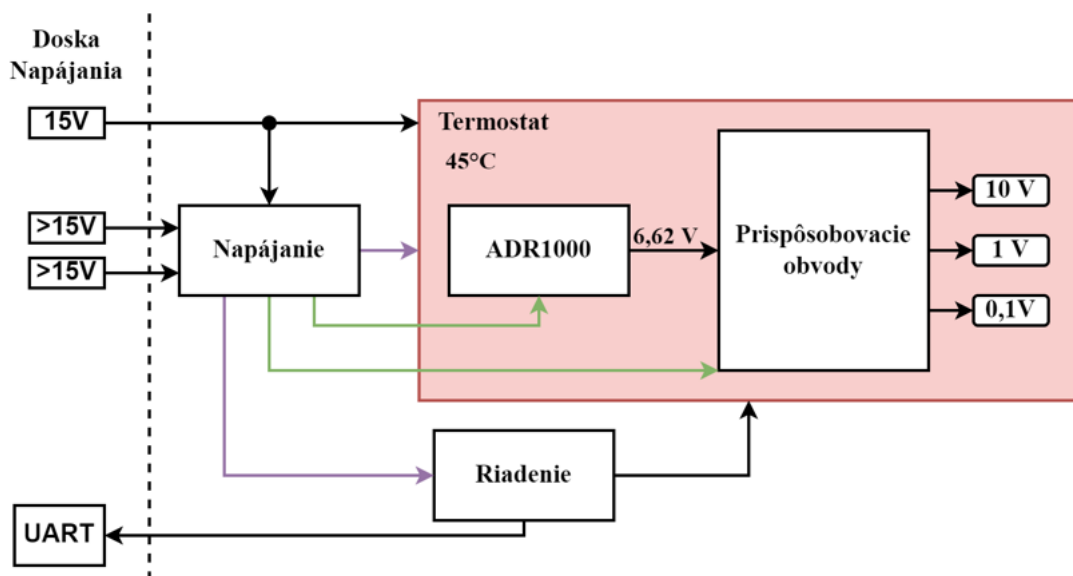 Doska
Napájania
15V
>15V
>15V
UART
Napájanie
Termostat
45°C
ADR1000
6,62 V
Prispôsobovacie
obvody
10 V
1 V
0,1V
Riadenie